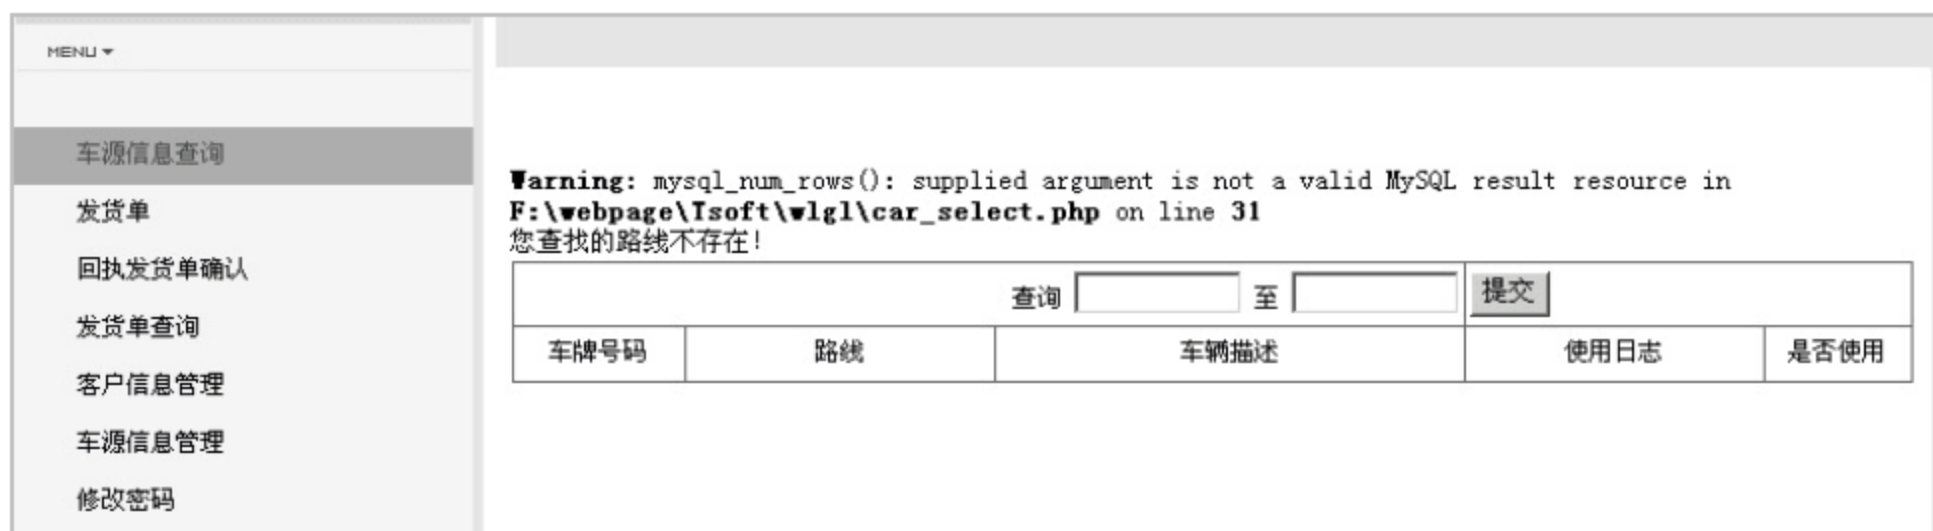 MENU
车源信息查询
发货单
回执发货单确认
发货单查询
客户信息管理
车源信息管理
修改密码
Warning: mysql_num_rows(): supplied argument is not a valid MySQL result resource in
F:\webpage\Tsoft\wlgl\car_select.php on line 31
您查找的路线不存在!
查询 至 提交
车牌号码 路线 车辆描述 使用日志 是否使用